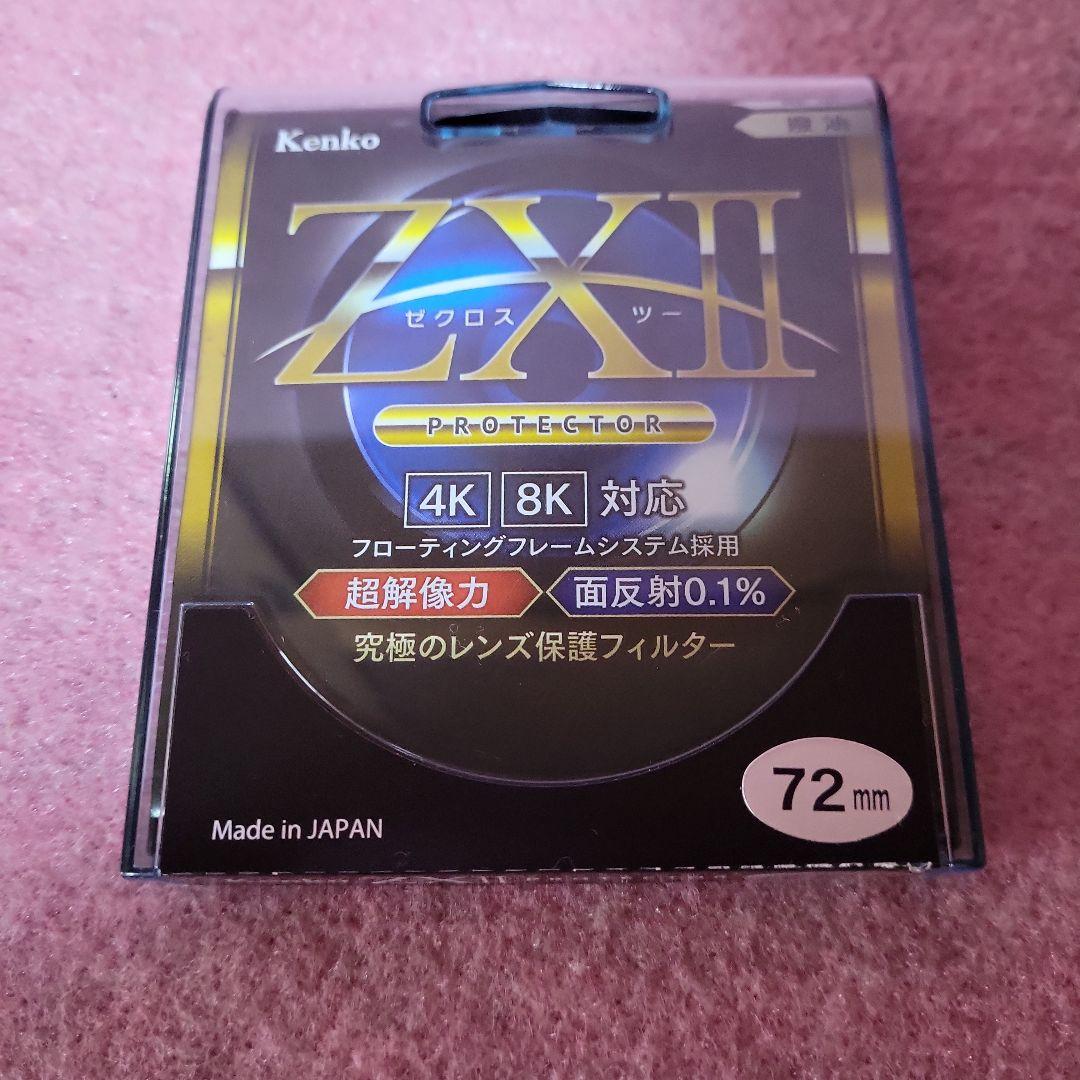 Kenko
撥油
ZXII
ゼクロス ツー
PROTECTOR
4K 8K 対応
フローティングフレームシステム採用
超解像力 面反射0.1%
究極のレンズ保護フィルター
72mm
Made in JAPAN